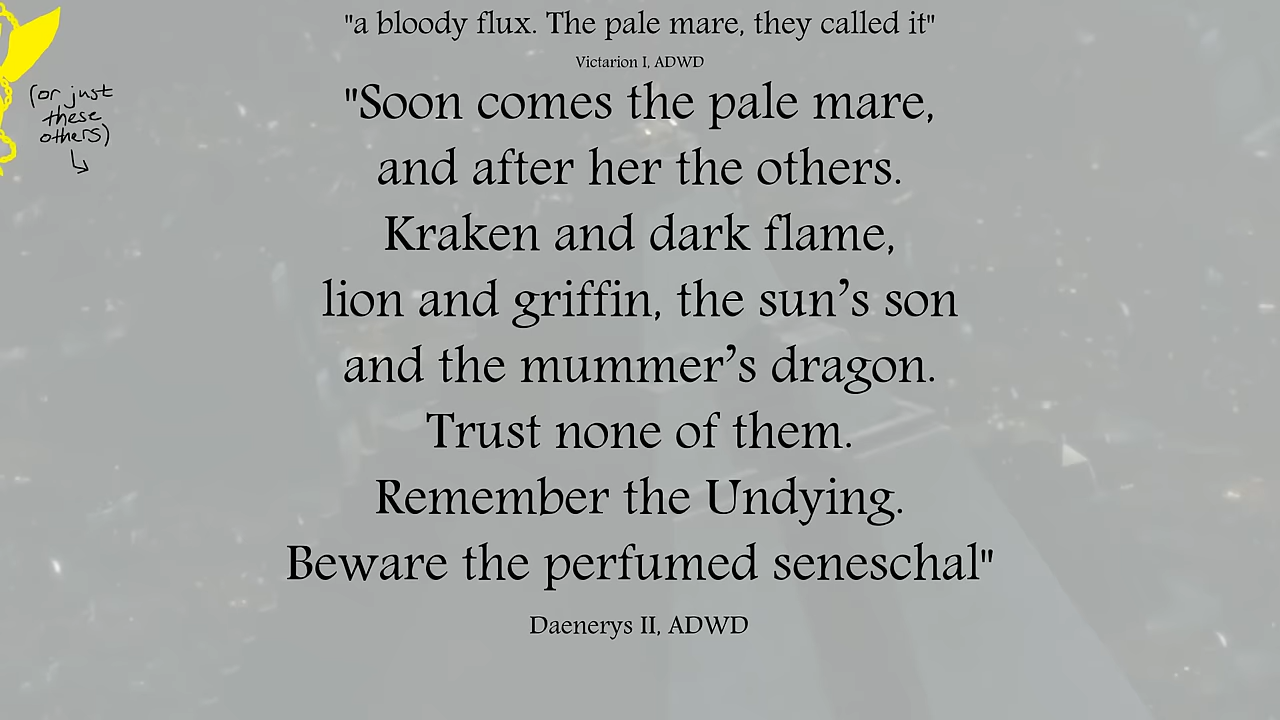 "a bloody flux. The pale mare, they called it"
Victarion I, ADWD
(or just
these
others)
"Soon comes the pale mare,
and after her the others.
Kraken and dark flame,
lion and griffin, the sun’s son
and the mummer’s dragon.
Trust none of them.
Remember the Undying.
Beware the perfumed seneschal"
Daenerys II, ADWD